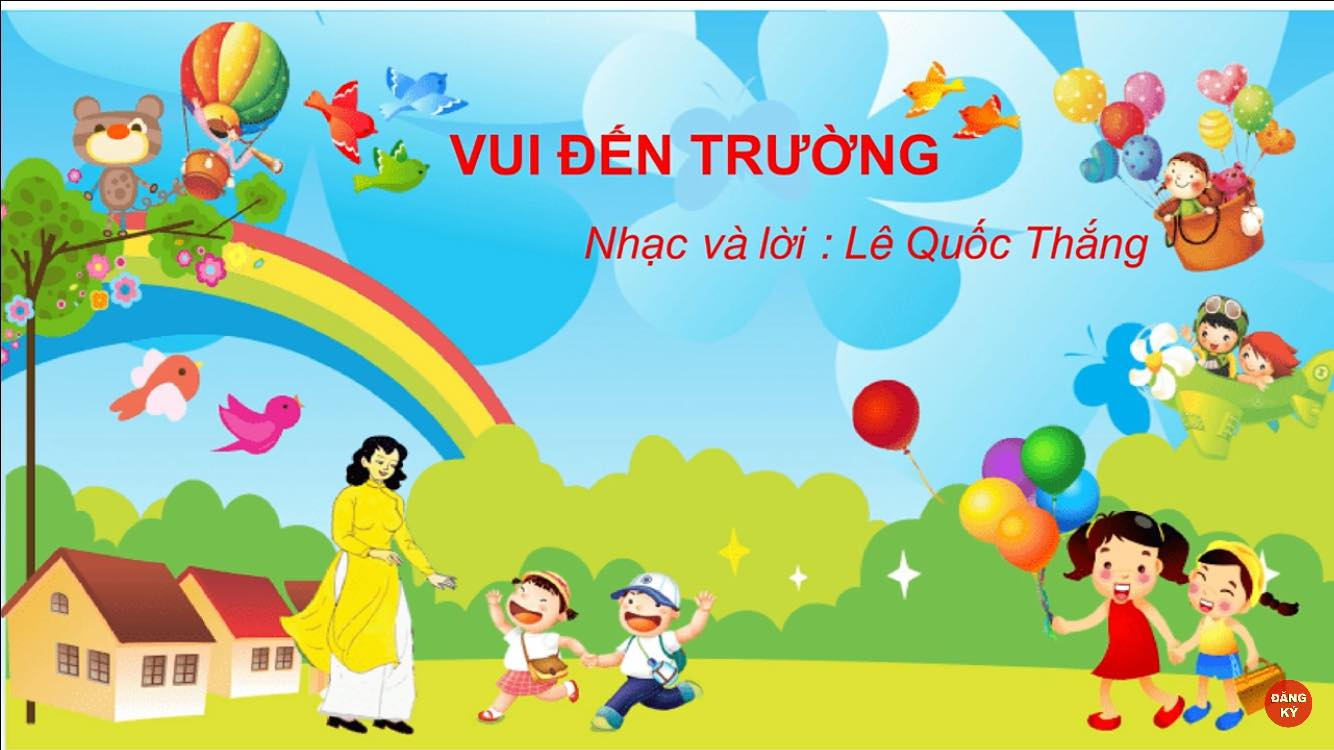 VUI ĐẾN TRƯỜNG
Nhạc và lời : Lê Quốc Thắng
ĐĂNG
KÝ